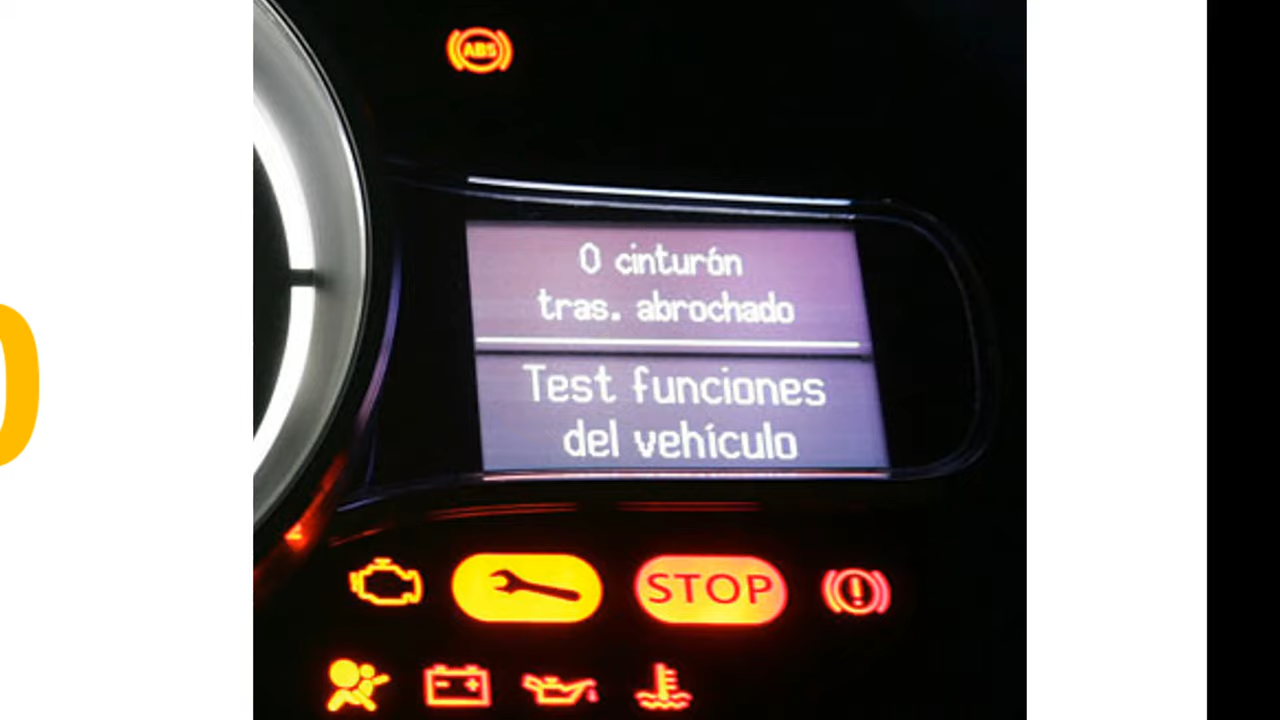 ABS
0 cinturón
tras. abrochado
Test funciones
del vehículo
STOP